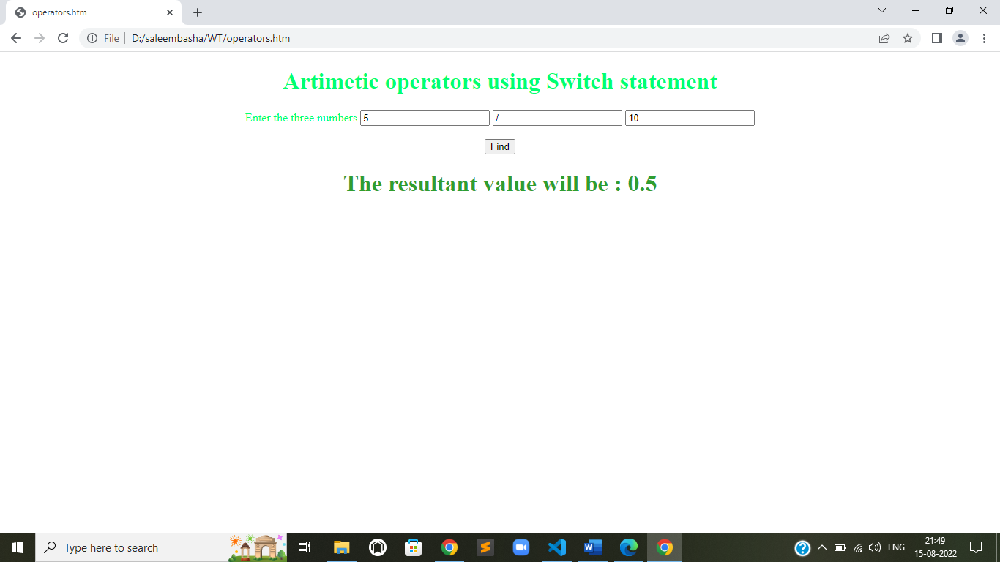 operators.htm
File D:/saleembasha/WT/operators.htm
Artimetic operators using Switch statement
Enter the three numbers 5 / 10
Find
The resultant value will be : 0.5
Type here to search
ENG
21:49
15-08-2022